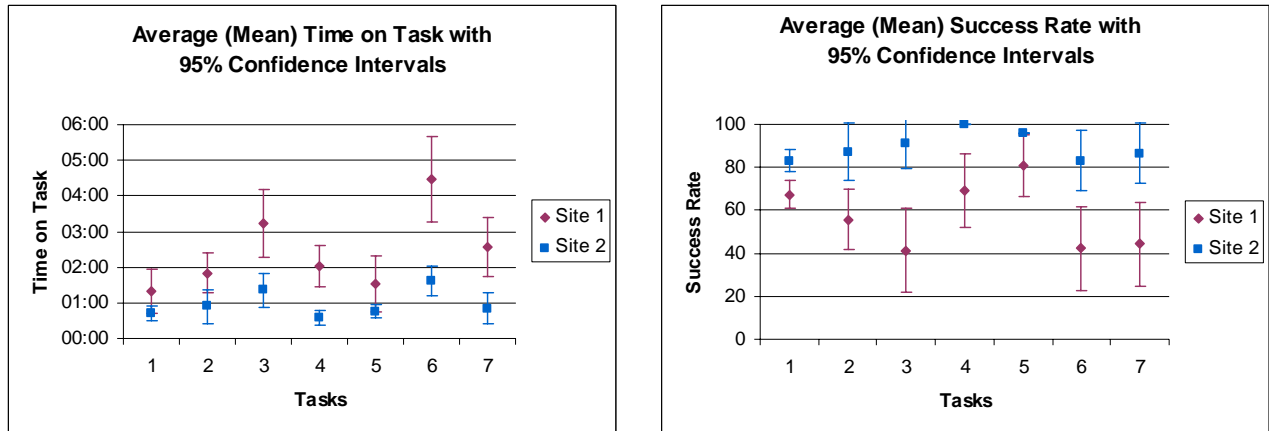 Average (Mean) Time on Task with
95% Confidence Intervals
Time on Task
06:00
05:00
04:00
03:00
02:00
01:00
00:00
1 2 3 4 5 6 7
Tasks
Site 1
Site 2
Average (Mean) Success Rate with
95% Confidence Intervals
Success Rate
100
80
60
40
20
0
1 2 3 4 5 6 7
Tasks
Site 1
Site 2